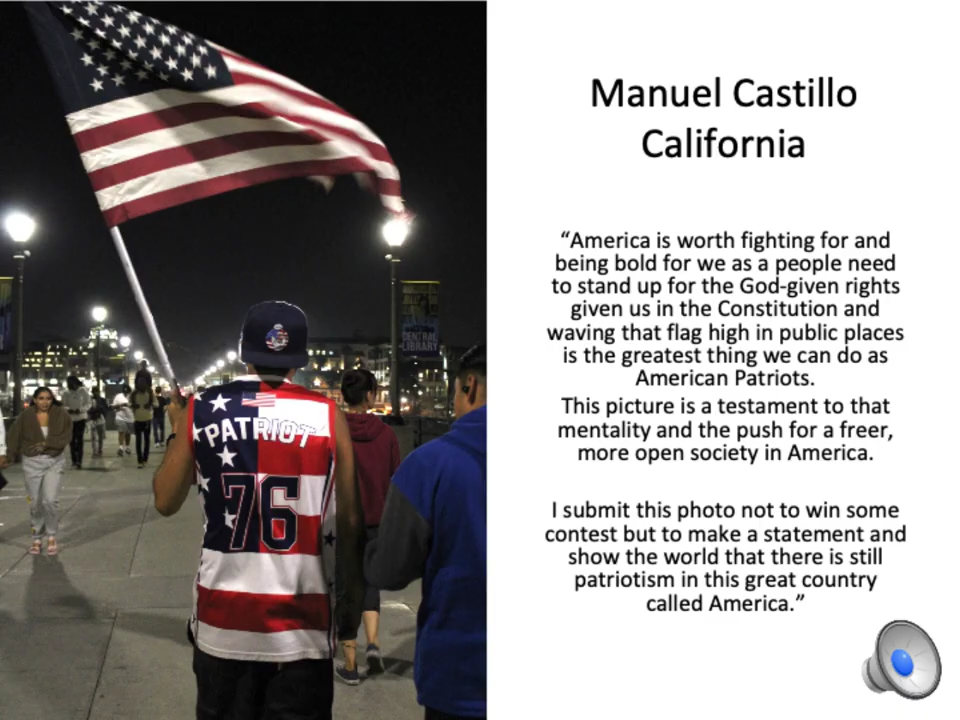 Manuel Castillo
California
“America is worth fighting for and
being bold for we as a people need
to stand up for the God-given rights
given us in the Constitution and
waving that flag high in public places
is the greatest thing we can do as
American Patriots.
This picture is a testament to that
mentality and the push for a freer,
more open society in America.
I submit this photo not to win some
contest but to make a statement and
show the world that there is still
patriotism in this great country
called America.”
PATRIOT
76
CENTRAL
LIBRARY